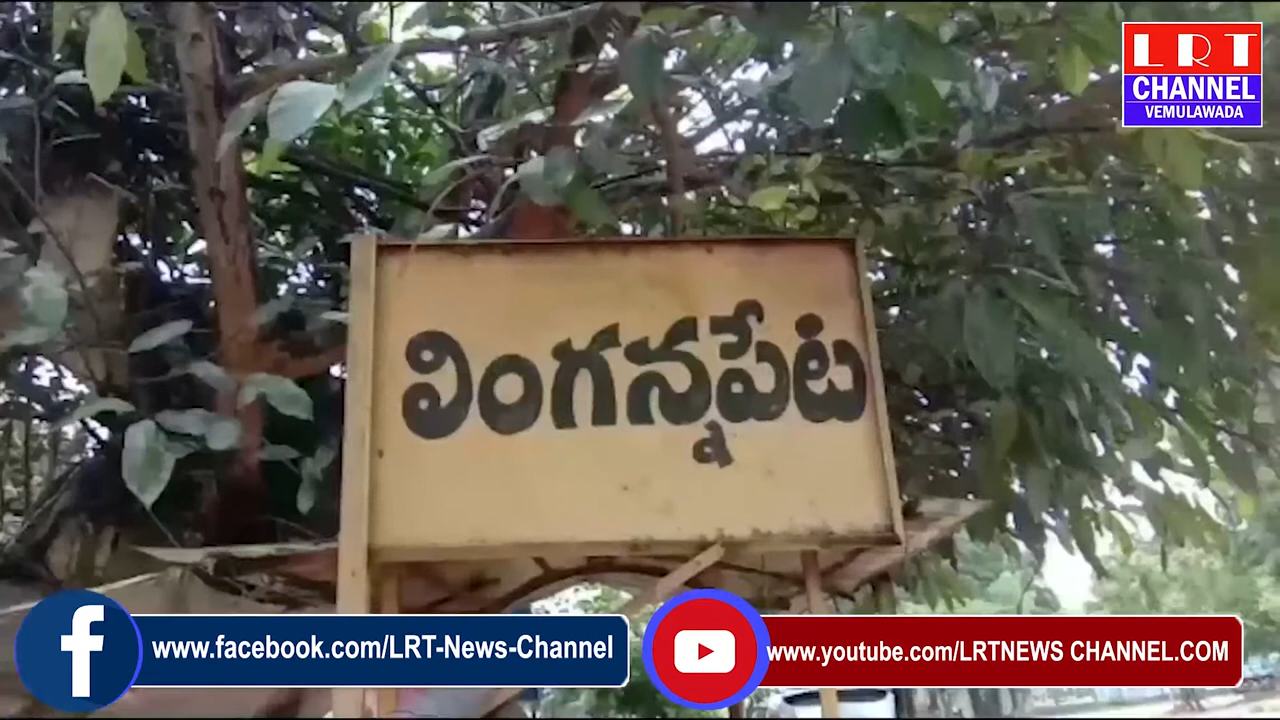 LRT
CHANNEL
VEMULAWADA
లింగన్నపేట
www.facebook.com/LRT-News-Channel
www.youtube.com/LRTNEWS CHANNEL.COM